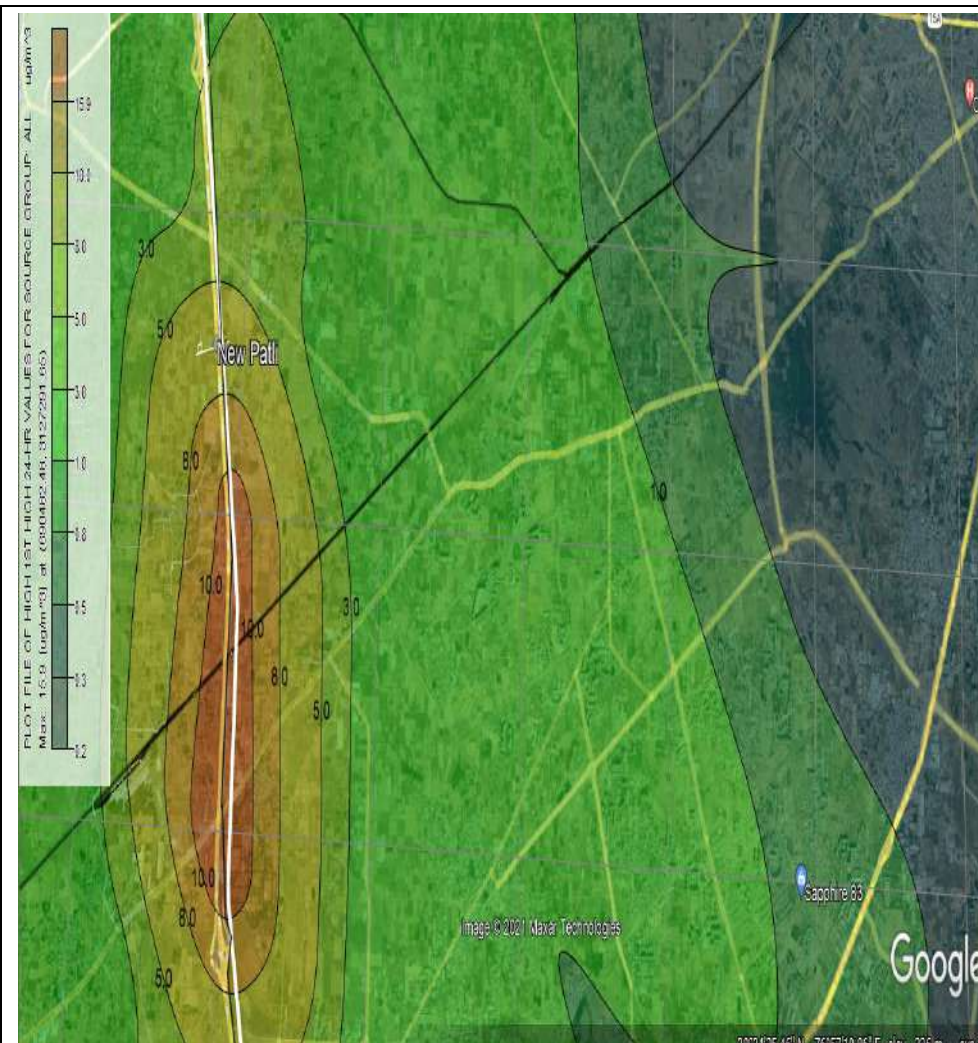 PLOT FILE OF HIGH 1ST HIGH 24-HR VALUES FOR SOURCE GROUP: ALL ug/m^3
Max: 15.9 [ug/m^3] at (690482.48, 3127291.65)
15.9
10.0
8.0
5.0
3.0
1.0
0.8
0.5
0.3
0.2
15A
H
3.0
5.0
New Patli
8.0
1.0
10.0
3.0
10.0
8.0
5.0
10.0
Sapphire 83
8.0
Image © 2021 Maxar Technologies
5.0
Google